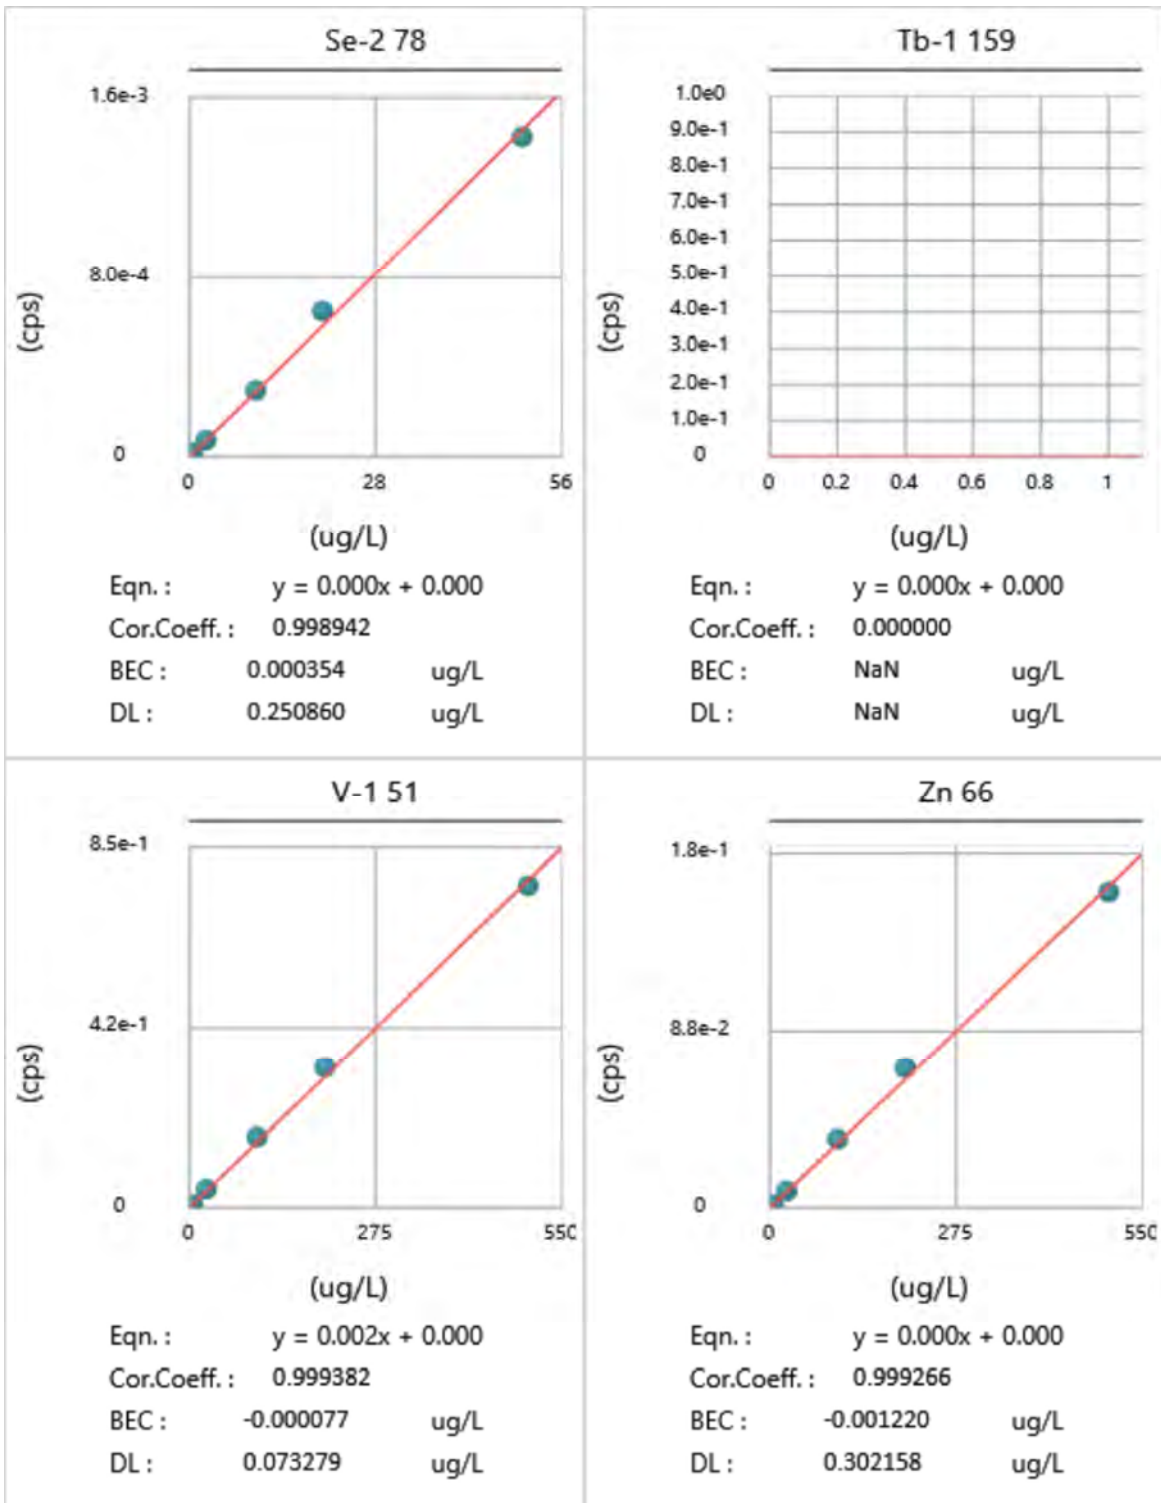 Se-2 78
1.6e-3
8.0e-4
0
(cps)
0 28 56
(ug/L)
Eqn. : y = 0.000x + 0.000
Cor.Coeff. : 0.998942
BEC : 0.000354 ug/L
DL : 0.250860 ug/L
Tb-1 159
1.0e0
9.0e-1
8.0e-1
7.0e-1
6.0e-1
5.0e-1
4.0e-1
3.0e-1
2.0e-1
1.0e-1
0
(cps)
0 0.2 0.4 0.6 0.8 1
(ug/L)
Eqn. : y = 0.000x + 0.000
Cor.Coeff. : 0.000000
BEC : NaN ug/L
DL : NaN ug/L
V-1 51
8.5e-1
4.2e-1
0
(cps)
0 275 550
(ug/L)
Eqn. : y = 0.002x + 0.000
Cor.Coeff. : 0.999382
BEC : -0.000077 ug/L
DL : 0.073279 ug/L
Zn 66
1.8e-1
8.8e-2
0
(cps)
0 275 550
(ug/L)
Eqn. : y = 0.000x + 0.000
Cor.Coeff. : 0.999266
BEC : -0.001220 ug/L
DL : 0.302158 ug/L